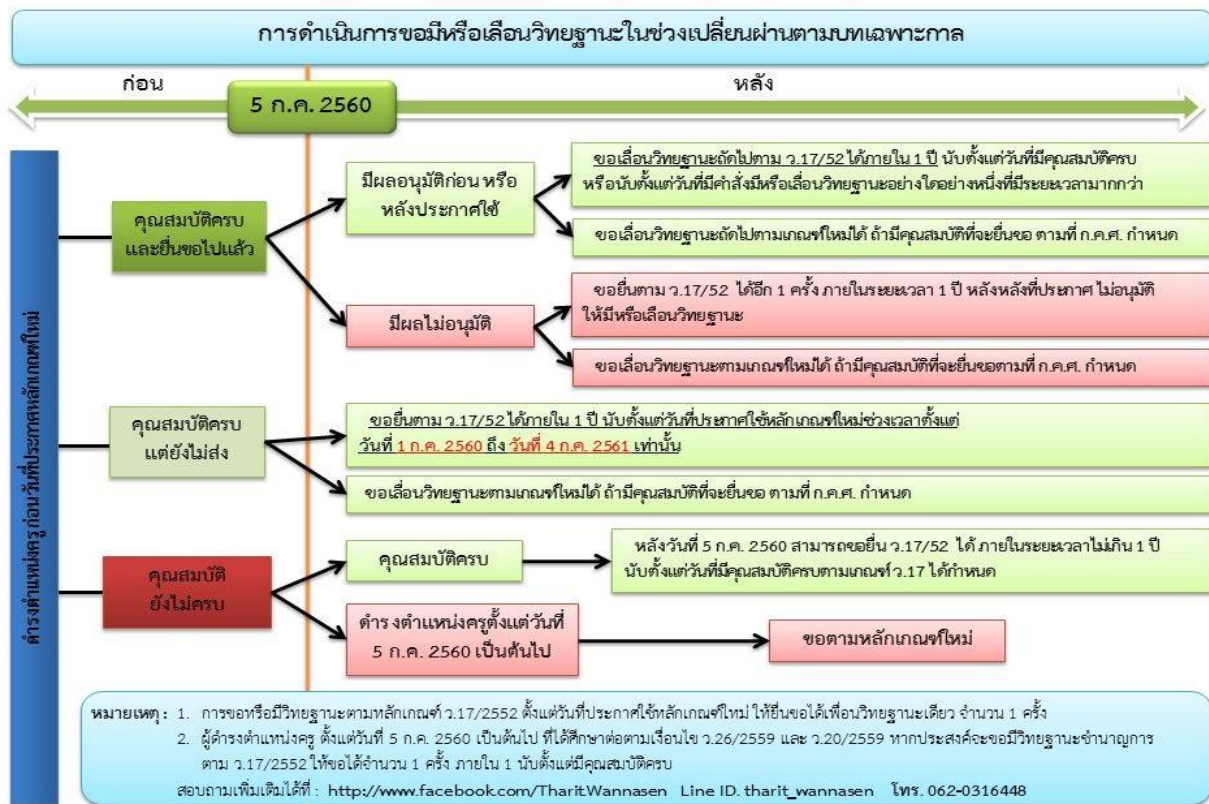 การดำเนินการขอมีหรือเลื่อนวิทยฐานะในช่วงเปลี่ยนผ่านตามบทเฉพาะกาล
ก่อน
5 ก.ค. 2560
หลัง
ดำรงตำแหน่งครู ก่อนวันที่ประกาศหลักเกณฑ์ใหม่
คุณสมบัติครบ
และยื่นขอไปแล้ว
มีผลอนุมัติก่อน หรือ
หลังประกาศใช้
ขอเลื่อนวิทยฐานะถัดไปตาม ว.17/52 ได้ภายใน 1 ปี นับตั้งแต่วันที่มีคุณสมบัติครบ
หรือนับตั้งแต่วันที่มีคำสั่งมีหรือเลื่อนวิทยฐานะอย่างใดอย่างหนึ่งที่มีระยะเวลามากกว่า
ขอเลื่อนวิทยฐานะถัดไปตามเกณฑ์ใหม่ได้ ถ้ามีคุณสมบัติที่จะยื่นขอ ตามที่ ก.ค.ศ. กำหนด
มีผลไม่อนุมัติ
ขอยื่นตาม ว.17/52 ได้อีก 1 ครั้ง ภายในระยะเวลา 1 ปี หลังหลังที่ประกาศ ไม่อนุมัติ
ให้มีหรือเลื่อนวิทยฐานะ
ขอเลื่อนวิทยฐานะตามเกณฑ์ใหม่ได้ ถ้ามีคุณสมบัติที่จะยื่นขอตามที่ ก.ค.ศ. กำหนด
คุณสมบัติครบ
แต่ยังไม่ส่ง
ขอยื่นตาม ว.17/52 ได้ภายใน 1 ปี นับตั้งแต่วันที่ประกาศใช้หลักเกณฑ์ใหม่ช่วงเวลาตั้งแต่
วันที่ 1 ก.ค. 2560 ถึง วันที่ 4 ก.ค. 2561 เท่านั้น
ขอเลื่อนวิทยฐานะตามเกณฑ์ใหม่ได้ ถ้ามีคุณสมบัติที่จะยื่นขอ ตามที่ ก.ค.ศ. กำหนด
คุณสมบัติ
ยังไม่ครบ
คุณสมบัติครบ
หลังวันที่ 5 ก.ค. 2560 สามารถขอยื่น ว.17/52 ได้ ภายในระยะเวลาไม่เกิน 1 ปี
นับตั้งแต่วันที่มีคุณสมบัติครบตามเกณฑ์ ว.17 ได้กำหนด
ดำรงตำแหน่งครูตั้งแต่วันที่
5 ก.ค. 2560 เป็นต้นไป
ขอตามหลักเกณฑ์ใหม่
หมายเหตุ : 1. การขอหรือมีวิทยฐานะตามหลักเกณฑ์ ว.17/2552 ตั้งแต่วันที่ประกาศใช้หลักเกณฑ์ใหม่ ให้ยื่นขอได้เพื่อนวิทยฐานะเดียว จำนวน 1 ครั้ง
2. ผู้ดำรงตำแหน่งครู ตั้งแต่วันที่ 5 ก.ค. 2560 เป็นต้นไป ที่ได้ศึกษาต่อตามเงื่อนไข ว.26/2559 และ ว.20/2559 หากประสงค์จะขอมีวิทยฐานะชำนาญการ
ตาม ว.17/2552 ให้ขอได้จำนวน 1 ครั้ง ภายใน 1 นับตั้งแต่มีคุณสมบัติครบ
สอบถามเพิ่มเติมได้ที่ : http://www.facebook.com/Tharit.Wannasen Line ID. tharit_wannasen โทร. 062-0316448